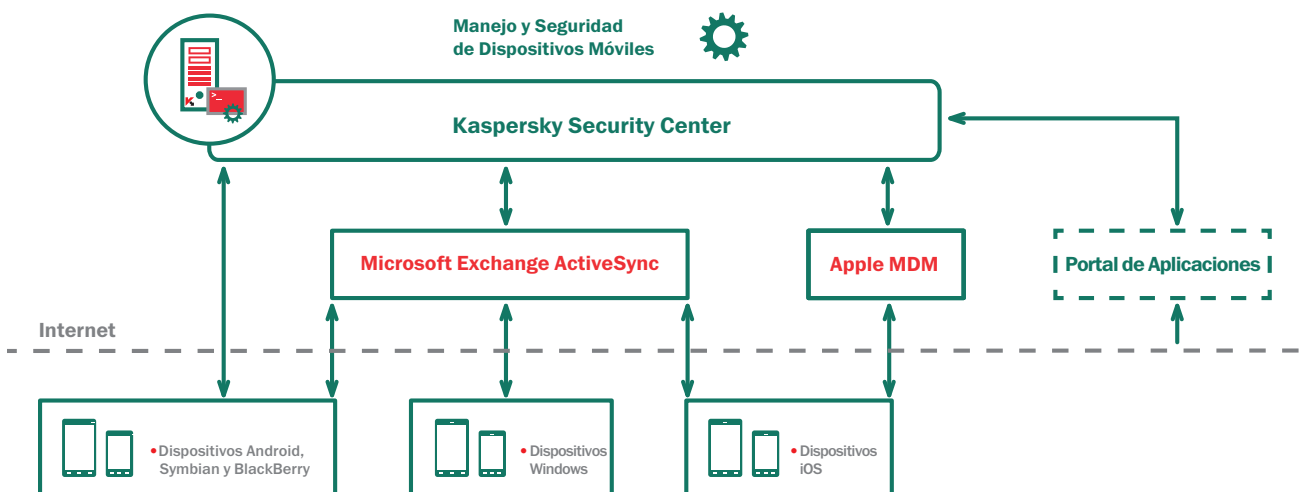 Manejo y Seguridad
de Dispositivos Móviles
>_
K
Kaspersky Security Center
Microsoft Exchange ActiveSync
Apple MDM
Portal de Aplicaciones
Internet
•Dispositivos Android,
Symbian y BlackBerry
•Dispositivos
Windows
•Dispositivos
iOS